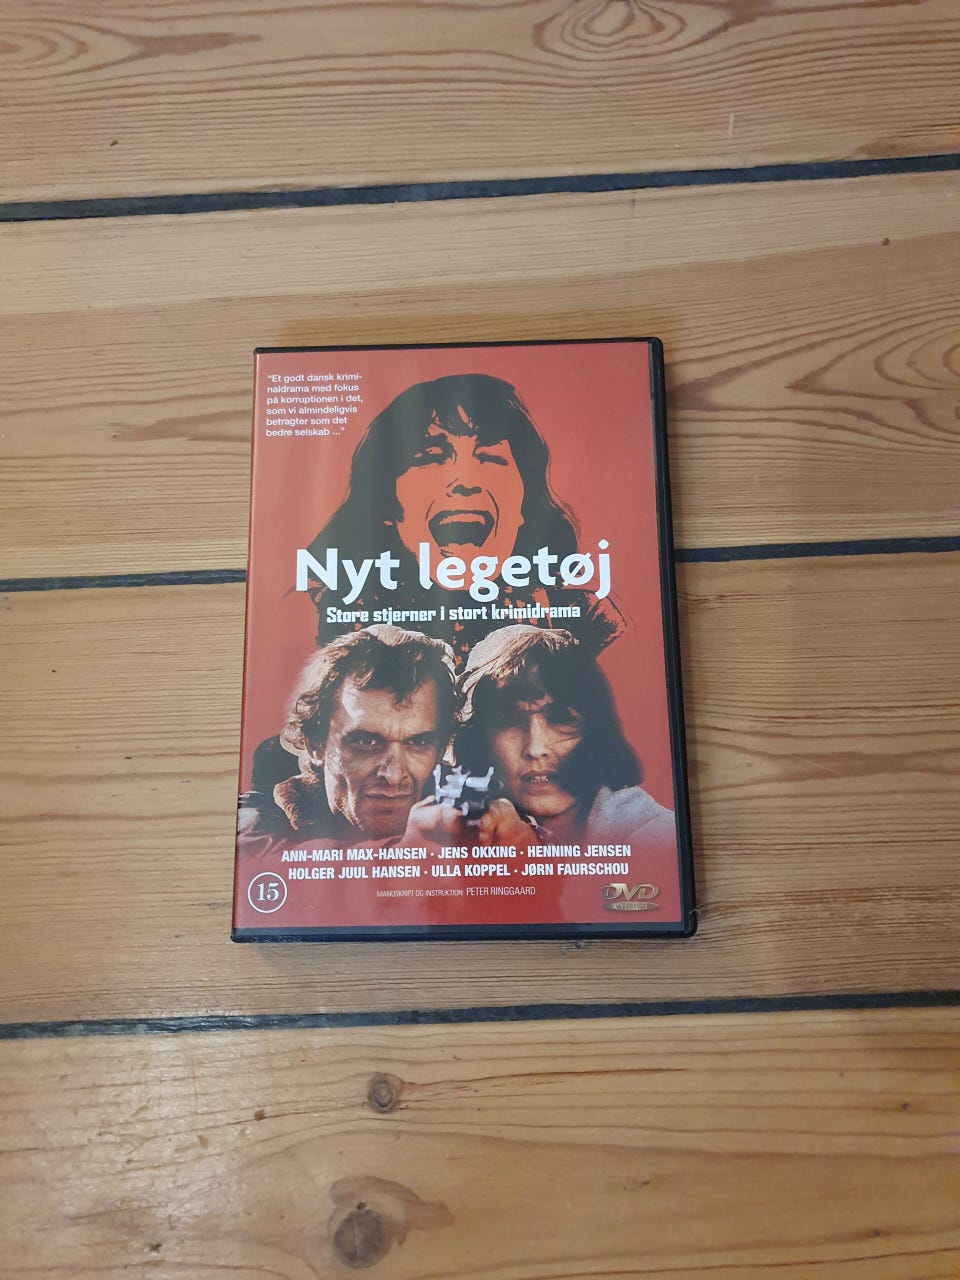 "Et godt dansk krimi-
naldrama med fokus
på korruptionen i det,
som vi almindeligvis
betragter som det
bedre selskab ..."
Nyt legetøj
Store stjerner i stort krimidrama
ANN-MARI MAX-HANSEN · JENS OKKING · HENNING JENSEN
HOLGER JUUL HANSEN · ULLA KOPPEL · JØRN FAURSCHOU
MANUSKRIPT OG INSTRUKTION: PETER RINGGAARD
15
DVD
VIDEO